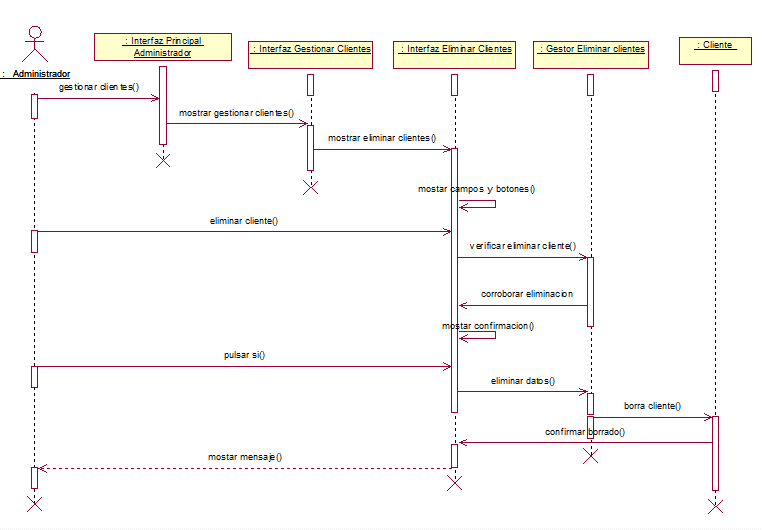 : Interfaz Principal
Administrador
: Interfaz Gestionar Clientes
: Interfaz Eliminar Clientes
: Gestor Eliminar clientes
: Cliente
: Administrador
gestionar clientes()
mostrar gestionar clientes()
mostrar eliminar clientes()
mostar campos y botones()
eliminar cliente()
verificar eliminar cliente()
corroborar eliminacion
mostar confirmacion()
pulsar si()
eliminar datos()
borra cliente()
confirmar borrado()
mostar mensaje()